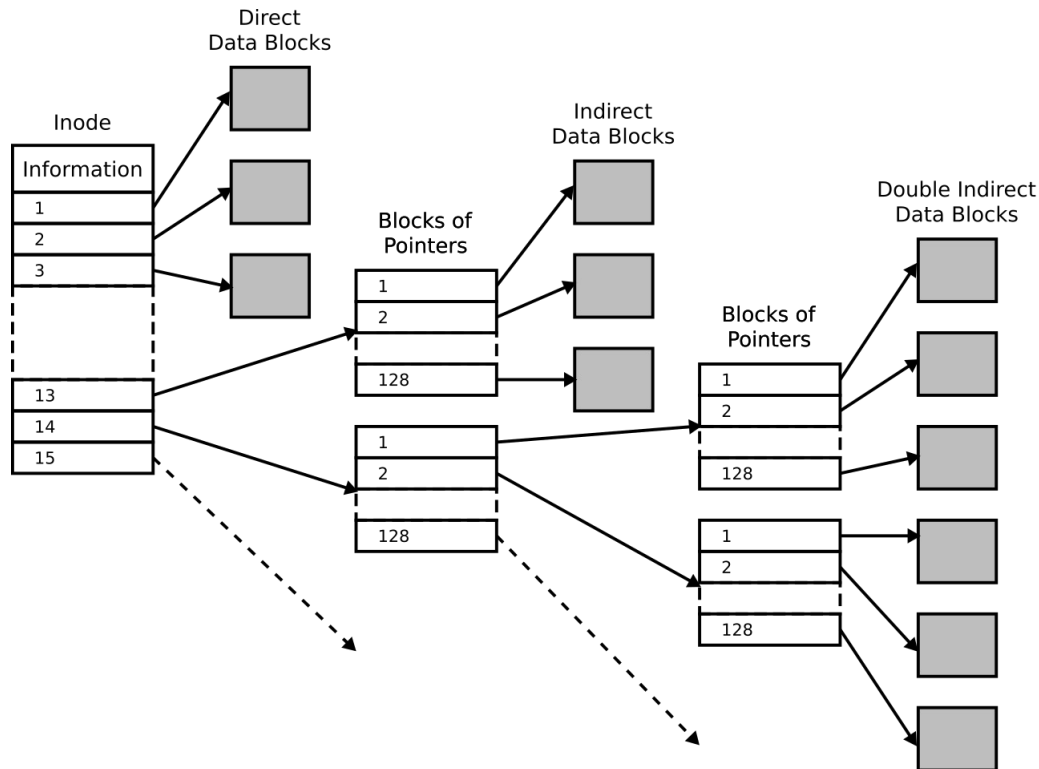 Direct
Data Blocks
Inode
Information
1
2
3
13
14
15
Blocks of
Pointers
1
2
128
1
2
128
Indirect
Data Blocks
Blocks of
Pointers
1
2
128
1
2
128
Double Indirect
Data Blocks